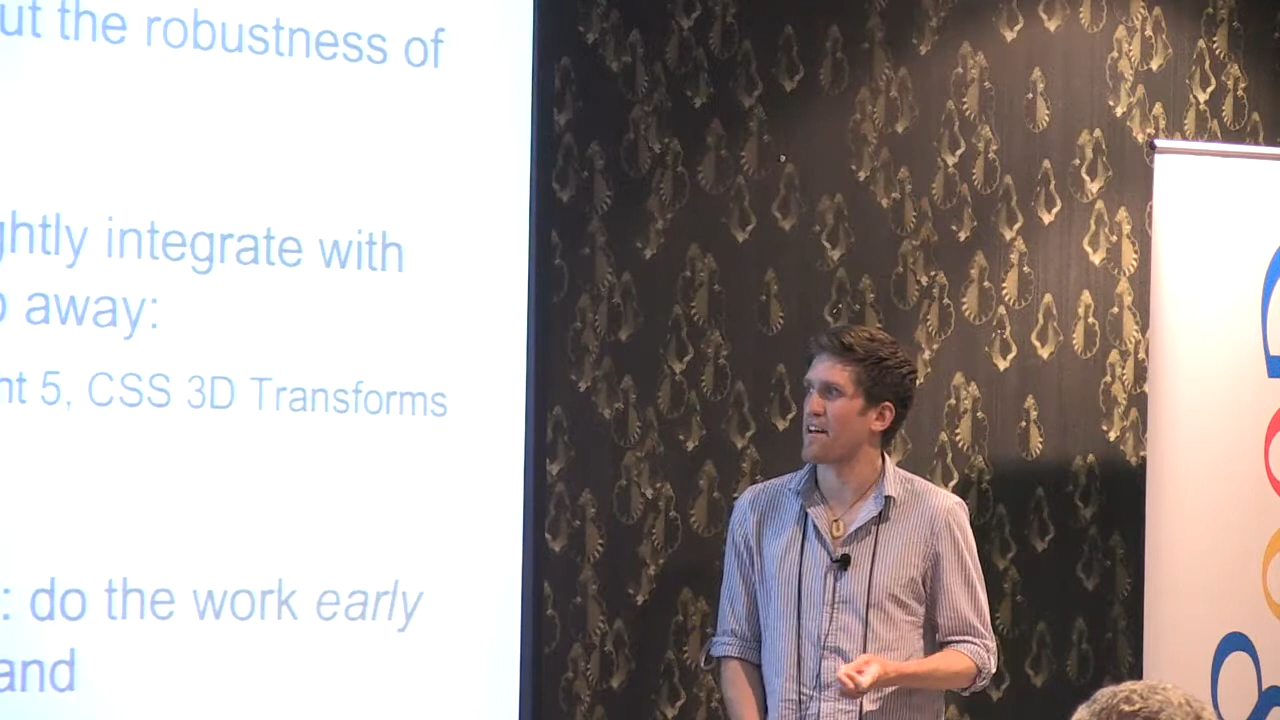 ut the robustness of
ghtly integrate with
o away:
nt 5, CSS 3D Transforms
: do the work early
and